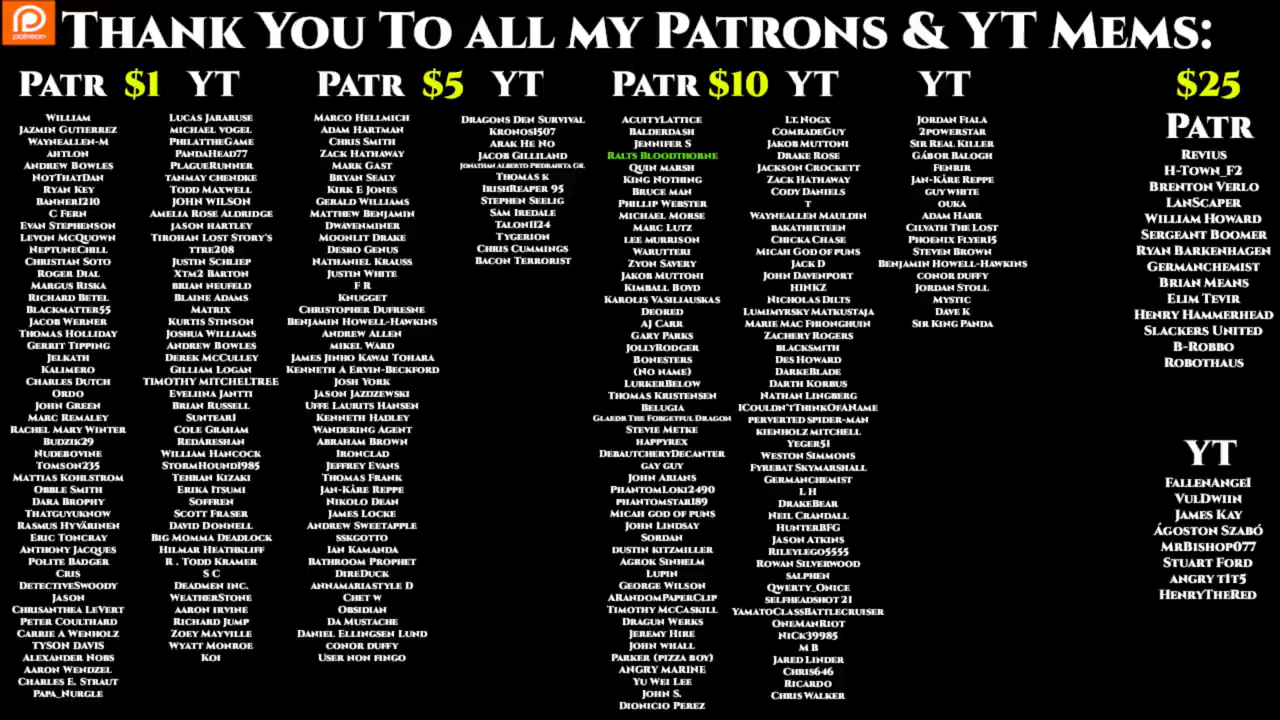 patreon
Thank You To all my Patrons & YT Mems:
Patr $1 YT
Patr $5 YT
Patr $10 YT
YT
$25
William
Jazmin Gutierrez
Wayneallen-M
Ahtlon
Andrew Bowles
NotThatDan
Ryan Key
Banner1210
C Fern
Evan Stephenson
Levon McQuown
NeptuneChill
Christian Soto
Roger Dial
Margus Riska
Richard Betel
Blackmatter55
Jacob Werner
Thomas Holliday
Gerrit Tipping
Jelkath
Kalimero
Charles Dutch
Ordo
John Green
Marc Remaley
Rachel Mary Winter
Budzik29
Nudebovine
Tomson235
Mattias Kohlstrom
Obble Smith
Dara Brophy
Thatguyuknow
Rasmus Hyvärinen
Eric Toncray
Anthony Jacques
Polite Badger
Cris
DetectiveSwoody
Jason
Chrisanthea LeVert
Peter Coulthard
Carrie A Wenholz
TYSON DAVIS
Alexander Nobs
Aaron Wendzel
Charles E. Straut
Papa_Nurgle
Lucas Jararuse
michael vogel
PhilattheGame
PandaHead77
PlagueRunner
tanmay chendke
Todd Maxwell
JOHN WILSON
Amelia Rose Aldridge
jason hartley
Tirohan Lost Story's
ttre208
Justin Schliep
Xtm2 Barton
brian neufeld
Blaine Adams
Matrix
Kurtis Stinson
Joshua Williams
Andrew Bowles
Derek McCulley
Gilliam Logan
TIMOTHY MITCHELTREE
Eveliina Jantti
Brian Russell
Suntear1
Cole Graham
RedAreshan
William Hancock
StormHound1985
Tehran Kizaki
Erika Itsumi
Soffren
Scott Fraser
David Donnell
Big Momma Deadlock
Hilmar Heathkliff
R . Todd Kramer
S C
Deadmen inc.
WeatherStone
aaron irvine
Richard Jump
Zoey Mayville
Wyatt Monroe
Koi
Marco Hellmich
Adam Hartman
Chris Smith
Zack Hathaway
Mark Gast
Bryan Sealy
Kirk E Jones
Gerald Williams
Matthew Benjamin
Dwavenminer
Moonlit Drake
Desro Genus
Nathaniel Krauss
Justin White
F R
Knugget
Christopher Dufresne
Benjamin Howell-Hawkins
Andrew Allen
mikel Ward
James Jinho Kawai Tohara
Kenneth A Ervin-Beckford
Josh York
Jason Jazdzewski
Uffe Laurits Hansen
Kenneth Hadley
Wandering Agent
Abraham Brown
Ironclad
Jeffrey Evans
Thomas Frank
Jan-Kåre Reppe
Nikolo Dean
James Locke
Andrew Sweetapple
sskgotto
Ian Kamanda
Bathroom Prophet
DireDuck
annamariastyle D
Chet w
Obsidian
Da Mustache
Daniel Ellingsen Lund
conor duffy
User non fingo
Dragons Den Survival
Kronos1507
Arak He No
Jacob Gilliland
Jonathan Alberto Piedrahita Gil
Thomas k
IrishReaper 95
Stephen Seelig
Sam Iredale
Talon1124
Tygerion
Chris Cummings
Bacon Terrorist
AcuityLattice
Balderdash
Jennifer S
Ralts Bloodthorne
Quin marsh
King Nothing
Bruce man
Phillip Webster
Michael Morse
Marc Lutz
lee murrison
Warutteri
Zyon Savery
Jakob Muttoni
Kimball Boyd
Karolis Vasiliauskas
Deored
AJ Carr
Gary Parks
JollyRodger
Bonesters
(No name)
LurkerBelow
Thomas Kristensen
Belugia
Glaedr The Forgetful Dragon
Stevie Metke
happyrex
DebauteryDecanter
gay guy
John Arians
PhantomLoki2490
phantomstar189
Micah god of puns
John Lindsay
Sordan
dustin kitzmiller
Agrok Sinhelm
Lupin
George Wilson
ARandomPaperClip
Timothy McCaskill
Dragun Werks
Jeremy Hire
John whall
Parker (pizza boy)
ANGRY MARINE
Yu Wei Lee
John S.
Dionicio Perez
Lt. Nogx
ComradeGuy
Jakob Muttoni
Drake Rose
Jackson Crockett
Zack Hathaway
Cody Daniels
T
Wayneallen Mauldin
bakathirteen
Chicka Chase
Micah God of puns
Jack D
John Davenport
H1NKZ
Nicholas Dilts
Lumimyrsky Matkustaja
Marie Mac Fhionghuin
Zachery Rogers
blacksmith
Des Howard
DarkeBlade
Darth Korbus
Nathan Lingberg
ICouldn'tThinkOfAName
perverted spider-man
kienholz mitchell
Yeger51
Weston Simmons
Fyrebat Skymarshall
Germanchemist
L H
DrakeBear
Neil Crandall
HunterBFG
Jason Atkins
Rileylego5555
Rowan Silverwood
salphen
Qwerty_Onice
selfheadshot 21
YamatoClassBattlecruiser
OneManRiot
NiCk39985
M B
Jared Linder
Chris646
Ricardo
Chris Walker
Jordan Fiala
2powerstar
Sir Real Killer
Gábor Balogh
Fenrir
Jan-Kåre Reppe
guy white
ouka
Adam Harr
Cilvath The Lost
Phoenix Flyer15
Steven Brown
Benjamin Howell-Hawkins
conor duffy
Jordan Stoll
Mystic
Dave K
Sir King Panda
Patr
Revius
H-Town_F2
Brenton Verlo
LanScaper
William Howard
Sergeant Boomer
Ryan Barkenhagen
Germanchemist
Brian Means
Elim Tevir
Henry Hammerhead
Slackers United
B-Robbo
Robothaus
YT
FallenAngel
VulDwiin
James Kay
Ágoston Szabó
MrBishop077
Stuart Ford
angry t1t5
HenryTheRed